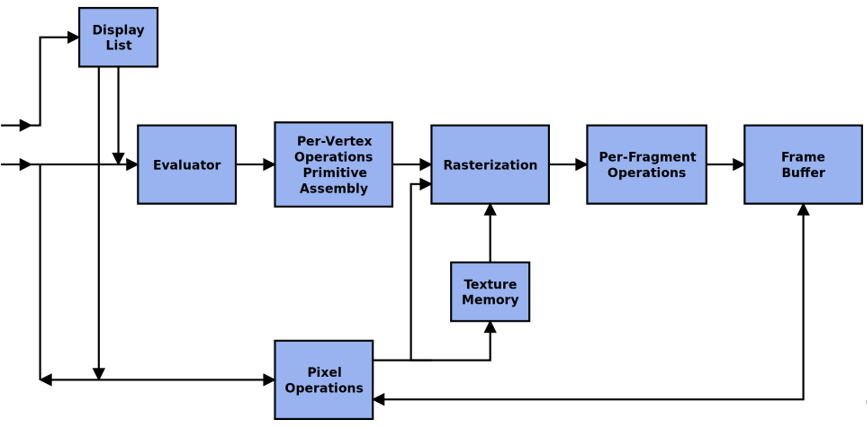 Display
List
Evaluator
Per-Vertex
Operations
Primitive
Assembly
Rasterization
Per-Fragment
Operations
Frame
Buffer
Texture
Memory
Pixel
Operations